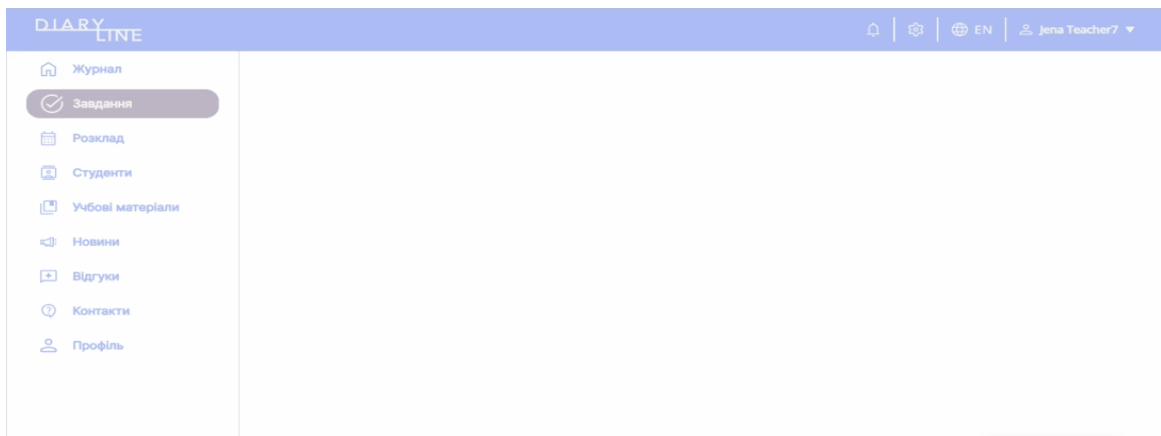 DIARY
LINE
EN
Jena Teacher7
Журнал
Завдання
Розклад
Студенти
Учбові матеріали
Новини
Відгуки
Контакти
Профіль